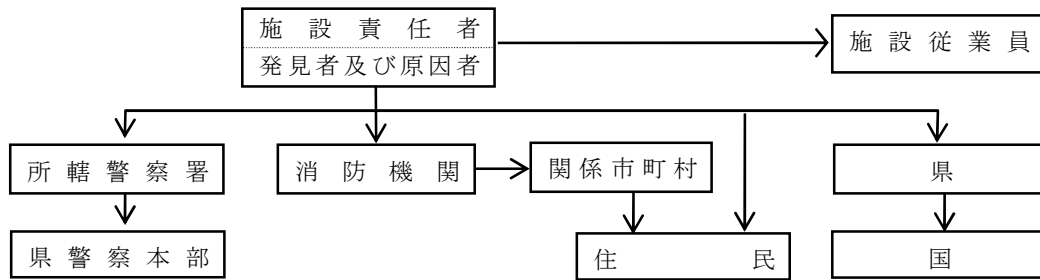 施設責任者
発見者及び原因者
施設従業員
所轄警察署
消防機関
関係市町村
県
県警察本部
住民
国